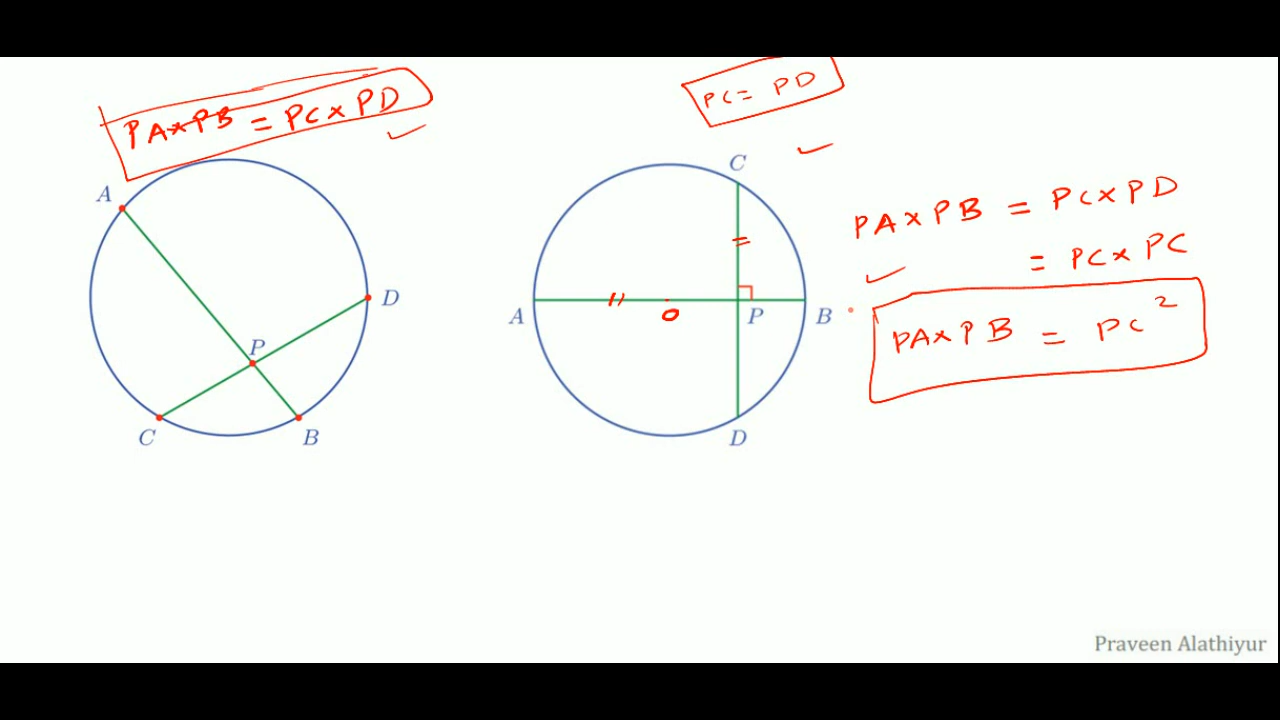 PA×PB = PC×PD
A
D
P
C
B
PC = PD
C
A
O
P
B
D
PA×PB = PC×PD
= PC×PC
PA×PB = PC²
Praveen Alathiyur